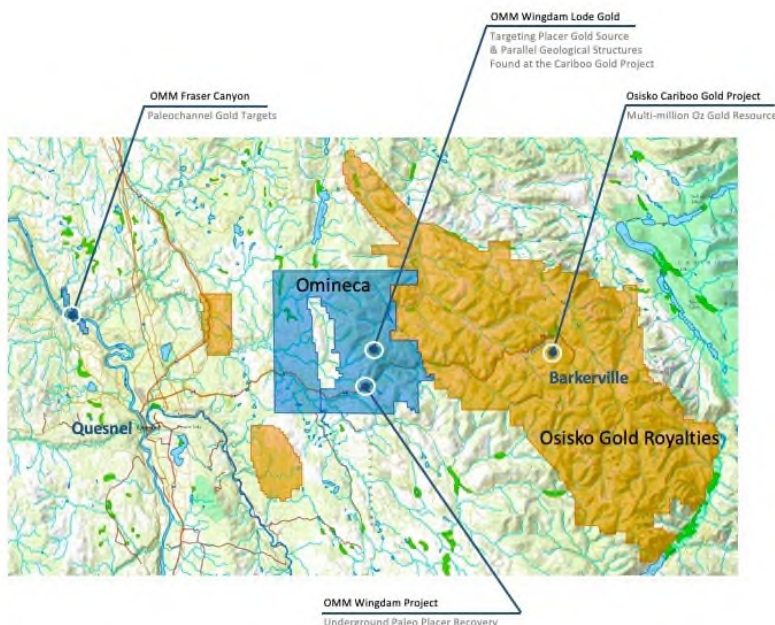 OMM Wingdam Lode Gold
Targeting Placer Gold Source
& Parallel Geological Structures
Found at the Cariboo Gold Project
OMM Fraser Canyon
Paleochannel Gold Targets
Osisko Cariboo Gold Project
Multi-million Oz Gold Resource
Omineca
Barkerville
Quesnel
Osisko Gold Royalties
OMM Wingdam Project
Underground Paleo Placer Recovery